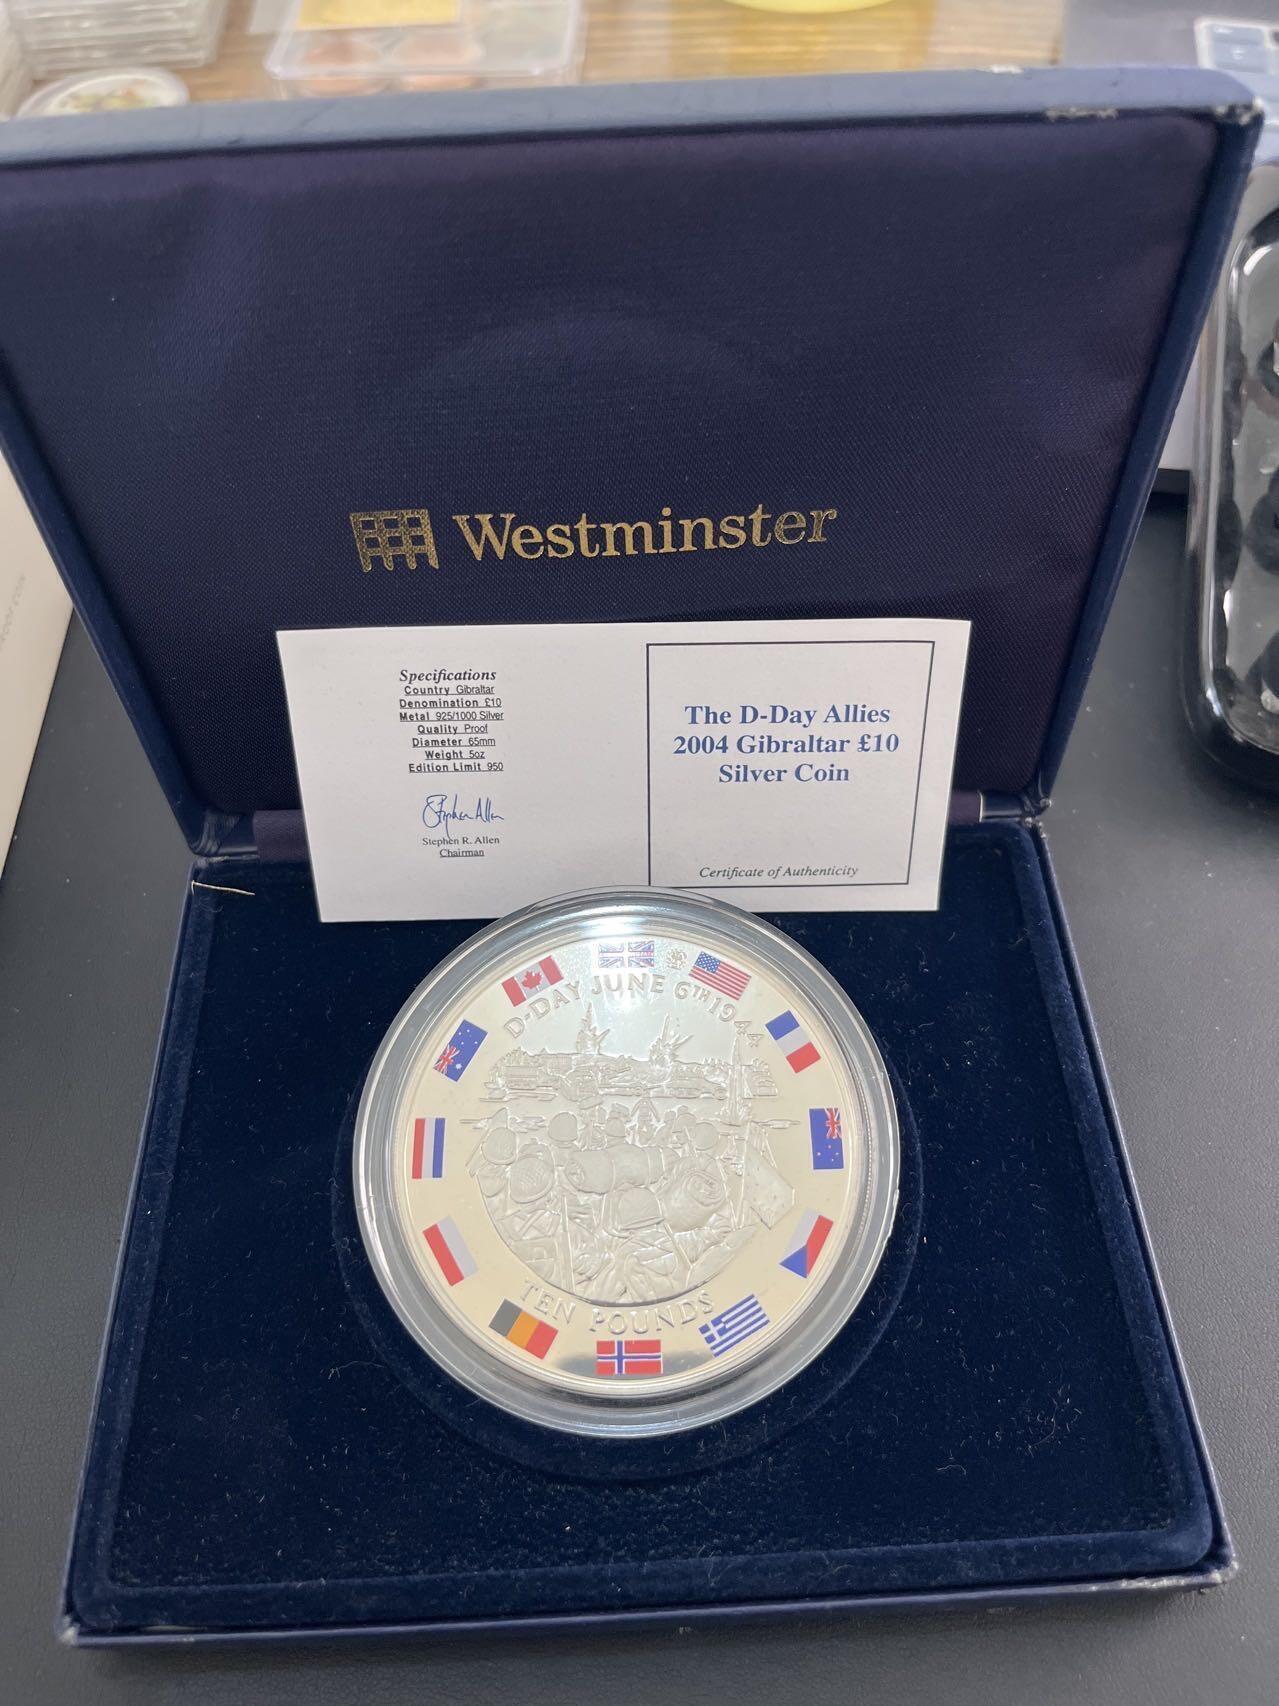 Westminster
Specifications
Country Gibraltar
Denomination £10
Metal 925/1000 Silver
Quality Proof
Diameter 65mm
Weight 5oz
Edition Limit 950
Stephen Allen
Stephen R. Allen
Chairman
The D-Day Allies
2004 Gibraltar £10
Silver Coin
Certificate of Authenticity
D-DAY JUNE 6TH 1944
TEN POUNDS